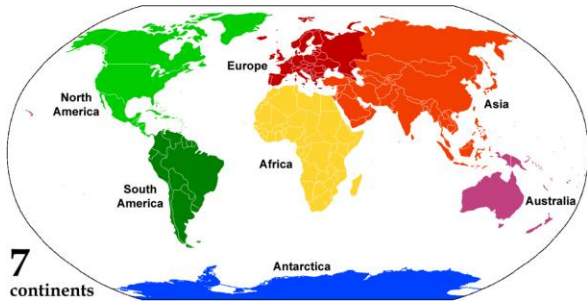 Europe
North
America
Asia
Africa
South
America
Australia
7
continents
Antarctica